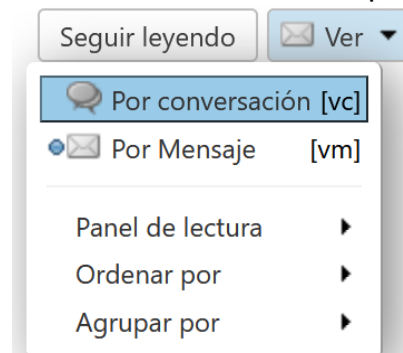 Seguir leyendo Ver
Por conversación [vc]
Por Mensaje [vm]
Panel de lectura
Ordenar por
Agrupar por